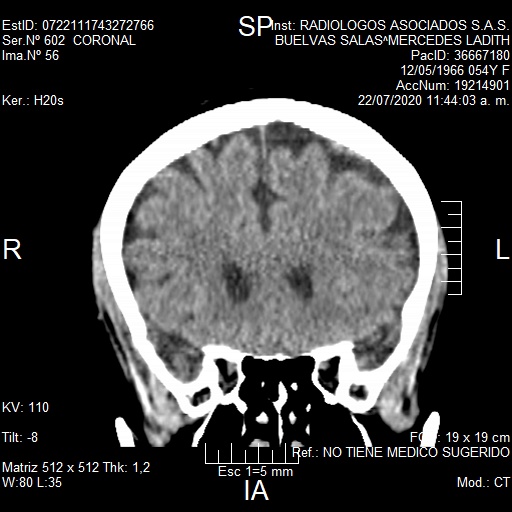 EstID: 0722111743272766
Ser.Nº 602 CORONAL
Ima.Nº 56
Ker.: H20s
SP
Inst: RADIOLOGOS ASOCIADOS S.A.S.
BUELVAS SALAS^MERCEDES LADITH
PacID: 36667180
12/05/1966 054Y F
AccNum: 19214901
22/07/2020 11:44:03 a. m.
R
L
KV: 110
Tilt: -8
Matriz 512 x 512 Thk: 1,2
W:80 L:35
Esc 1=5 mm
IA
19 x 19 cm
Ref.: NO TIENE MEDICO SUGERIDO
Mod.: CT